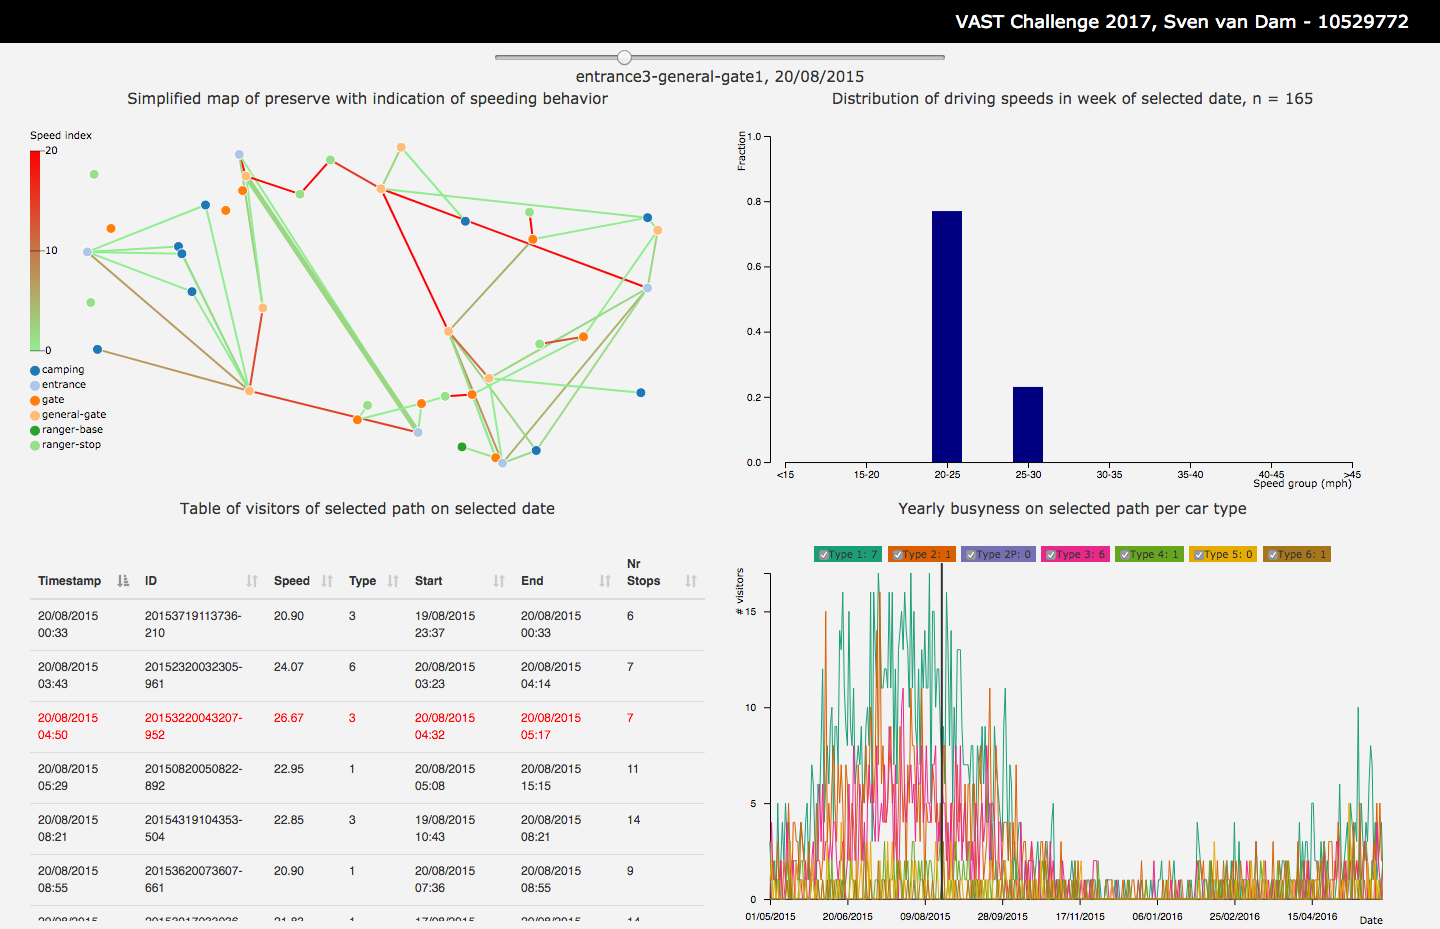 VAST Challenge 2017, Sven van Dam - 10529772
entrance3-general-gate1, 20/08/2015
Simplified map of preserve with indication of speeding behavior
Speed index
20
10
0
camping
entrance
gate
general-gate
ranger-base
ranger-stop
Distribution of driving speeds in week of selected date, n = 165
Fraction
1.0
0.8
0.6
0.4
0.2
0.0
<15 15-20 20-25 25-30 30-35 35-40 40-45 >45
Speed group (mph)
Table of visitors of selected path on selected date
Timestamp ID Speed Type Start End Nr Stops
20/08/2015 00:33 20153719113736-210 20.90 3 19/08/2015 23:37 20/08/2015 00:33 6
20/08/2015 03:43 20152320032305-961 24.07 6 20/08/2015 03:23 20/08/2015 04:14 7
20/08/2015 04:50 20153220043207-952 26.67 3 20/08/2015 04:32 20/08/2015 05:17 7
20/08/2015 05:29 20150820050822-892 22.95 1 20/08/2015 05:08 20/08/2015 15:15 11
20/08/2015 08:21 20154319104353-504 22.85 3 19/08/2015 10:43 20/08/2015 08:21 14
20/08/2015 08:55 20153620073607-661 20.90 1 20/08/2015 07:36 20/08/2015 08:55 9
Yearly busyness on selected path per car type
Type 1: 7 Type 2: 1 Type 2P: 0 Type 3: 6 Type 4: 1 Type 5: 0 Type 6: 1
# visitors
15
10
5
0
01/05/2015 20/06/2015 09/08/2015 28/09/2015 17/11/2015 06/01/2016 25/02/2016 15/04/2016
Date